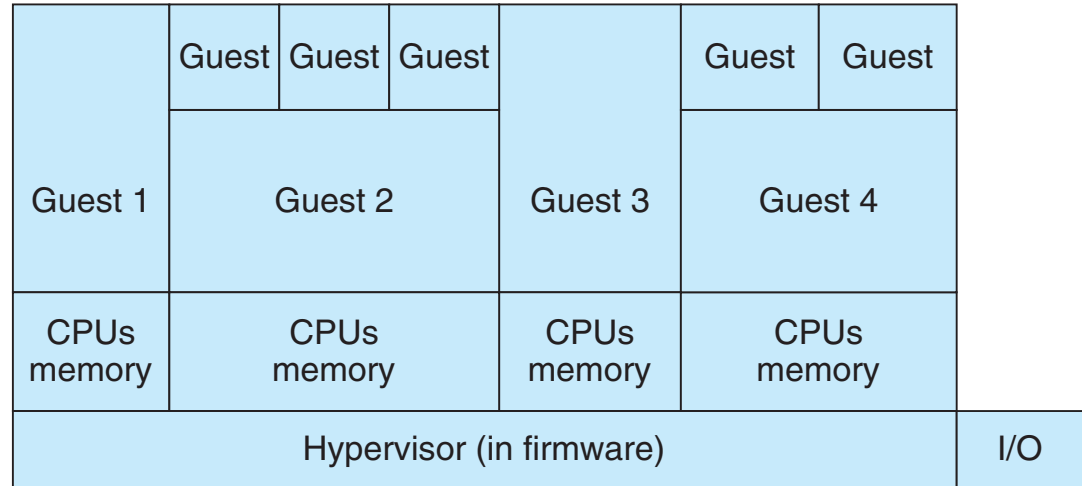 Guest Guest Guest Guest Guest
Guest 1 Guest 2 Guest 3 Guest 4
CPUs CPUs CPUs CPUs
memory memory memory memory
Hypervisor (in firmware) I/O